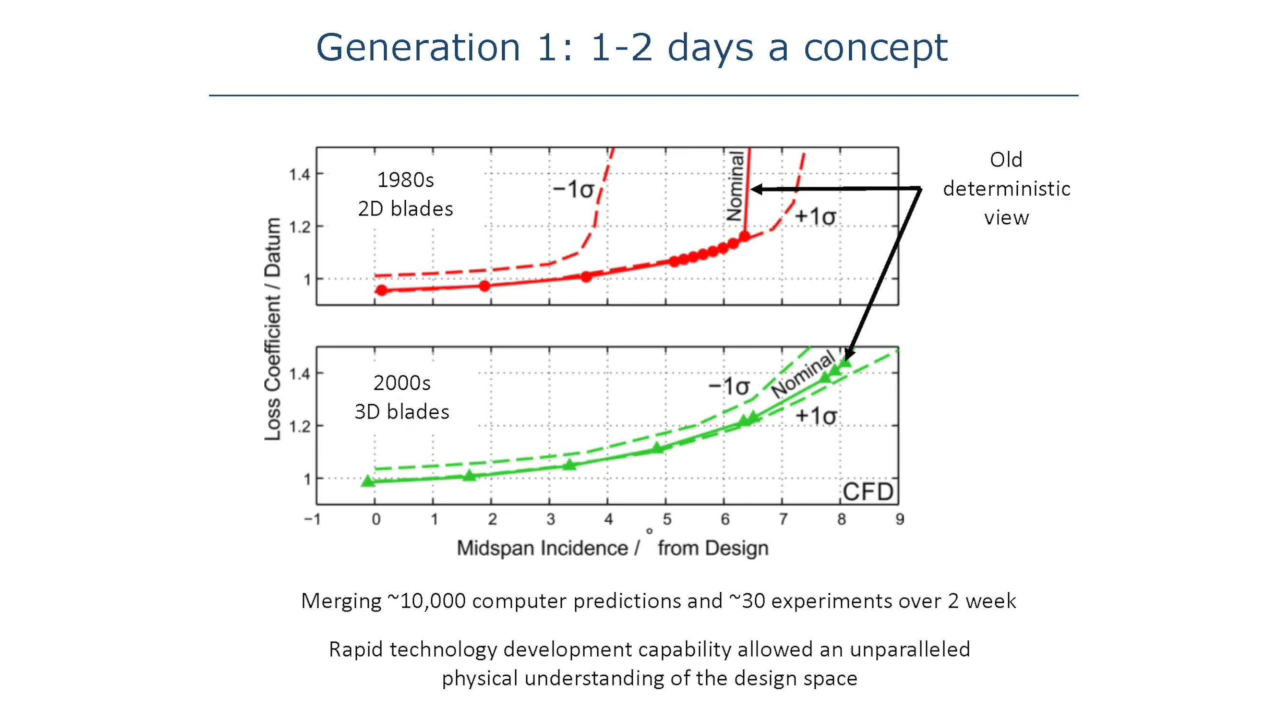 Generation 1: 1-2 days a concept
1980s
2D blades
−1σ
Nominal
+1σ
Old
deterministic
view
1.4
1.2
1
Loss Coefficient / Datum
2000s
3D blades
−1σ
Nominal
+1σ
CFD
1.4
1.2
1
−1 0 1 2 3 4 5 6 7 8 9
Midspan Incidence / ° from Design
Merging ~10,000 computer predictions and ~30 experiments over 2 week
Rapid technology development capability allowed an unparalleled
physical understanding of the design space